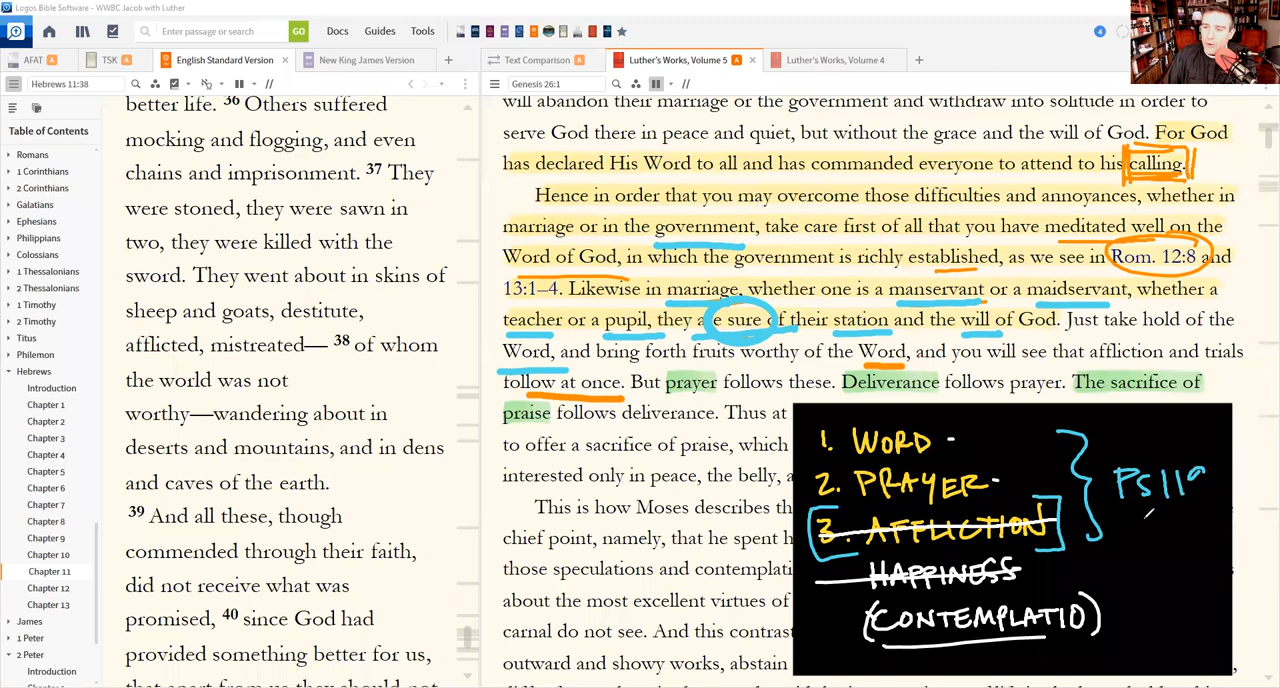 Logos Bible Software - WWBC Jacob with Luther
Enter passage or search GO Docs Guides Tools
4
AFAT A TSK A English Standard Version New King James Version
Text Comparison A Luther's Works, Volume 5 A Luther's Works, Volume 4
Hebrews 11:38
Genesis 26:1
Table of Contents
Romans
1 Corinthians
2 Corinthians
Galatians
Ephesians
Philippians
Colossians
1 Thessalonians
2 Thessalonians
1 Timothy
2 Timothy
Titus
Philemon
Hebrews
Introduction
Chapter 1
Chapter 2
Chapter 3
Chapter 4
Chapter 5
Chapter 6
Chapter 7
Chapter 8
Chapter 9
Chapter 10
Chapter 11
Chapter 12
Chapter 13
James
1 Peter
2 Peter
Introduction
better life. 36 Others suffered
mocking and flogging, and even
chains and imprisonment. 37 They
were stoned, they were sawn in
two, they were killed with the
sword. They went about in skins of
sheep and goats, destitute,
afflicted, mistreated— 38 of whom
the world was not
worthy—wandering about in
deserts and mountains, and in dens
and caves of the earth.
39 And all these, though
commended through their faith,
did not receive what was
promised, 40 since God had
provided something better for us,
that apart from us they should not
will abandon their marriage or the government and withdraw into solitude in order to
serve God there in peace and quiet, but without the grace and the will of God. For God
has declared His Word to all and has commanded everyone to attend to his calling.
Hence in order that you may overcome those difficulties and annoyances, whether in
marriage or in the government, take care first of all that you have meditated well on the
Word of God, in which the government is richly established, as we see in Rom. 12:8 and
13:1–4. Likewise in marriage, whether one is a manservant or a maidservant, whether a
teacher or a pupil, they are sure of their station and the will of God. Just take hold of the
Word, and bring forth fruits worthy of the Word, and you will see that affliction and trials
follow at once. But prayer follows these. Deliverance follows prayer. The sacrifice of
praise follows deliverance. Thus at
to offer a sacrifice of praise, which
interested only in peace, the belly, a
This is how Moses describes th
chief point, namely, that he spent h
those speculations and contemplati
about the most excellent virtues of
carnal do not see. And this contras
outward and showy works, abstain
1. WORD -
2. PRAYER -
3. AFFLICTION
HAPPINESS
(CONTEMPLATIO)
Ps 119